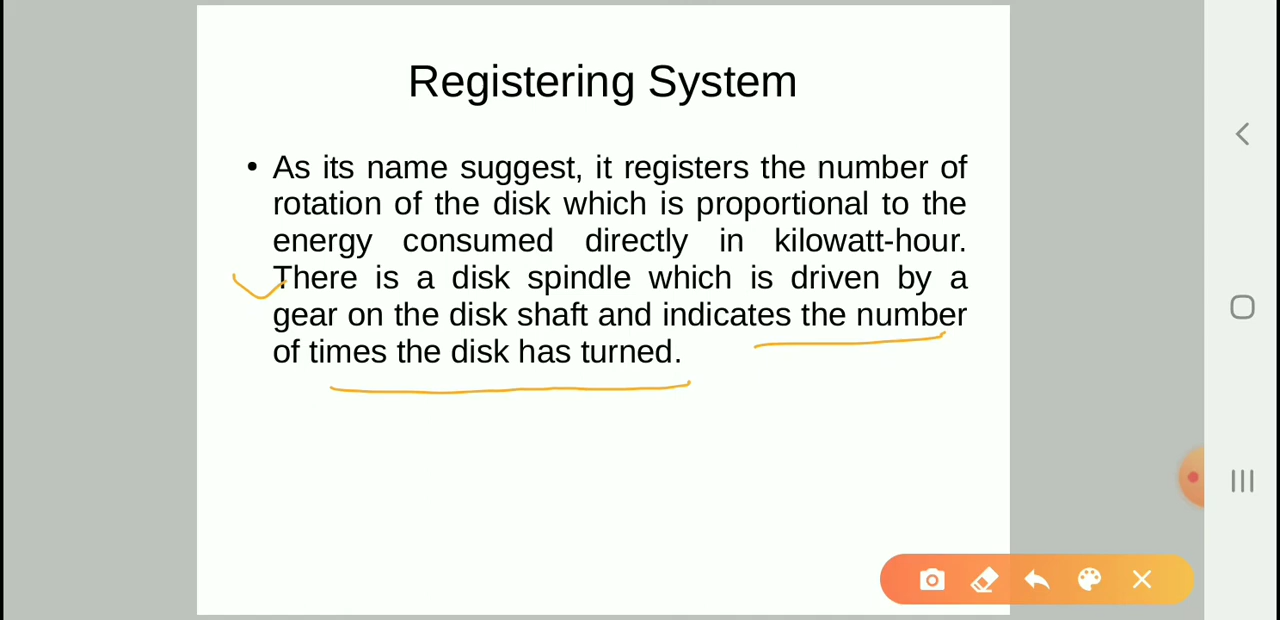 Registering System
• As its name suggest, it registers the number of
rotation of the disk which is proportional to the
energy consumed directly in kilowatt-hour.
There is a disk spindle which is driven by a
gear on the disk shaft and indicates the number
of times the disk has turned.